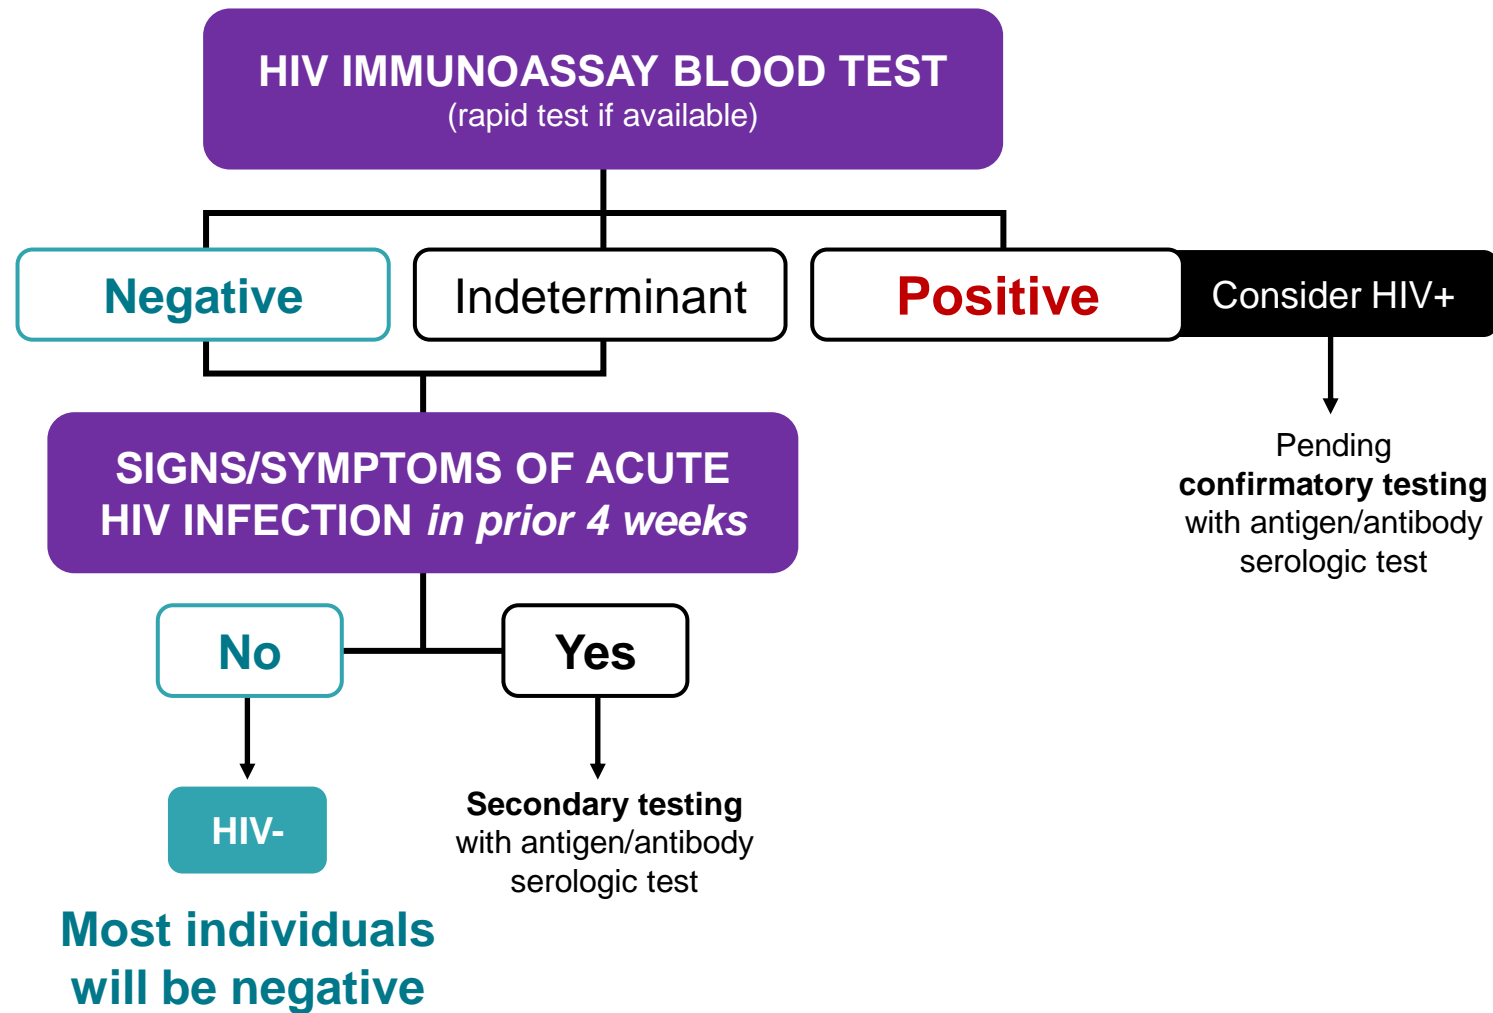 HIV IMMUNOASSAY BLOOD TEST
(rapid test if available)
Negative
Indeterminant
Positive
Consider HIV+
Pending
confirmatory testing
with antigen/antibody
serologic test
SIGNS/SYMPTOMS OF ACUTE
HIV INFECTION in prior 4 weeks
No
Yes
HIV-
Secondary testing
with antigen/antibody
serologic test
Most individuals
will be negative